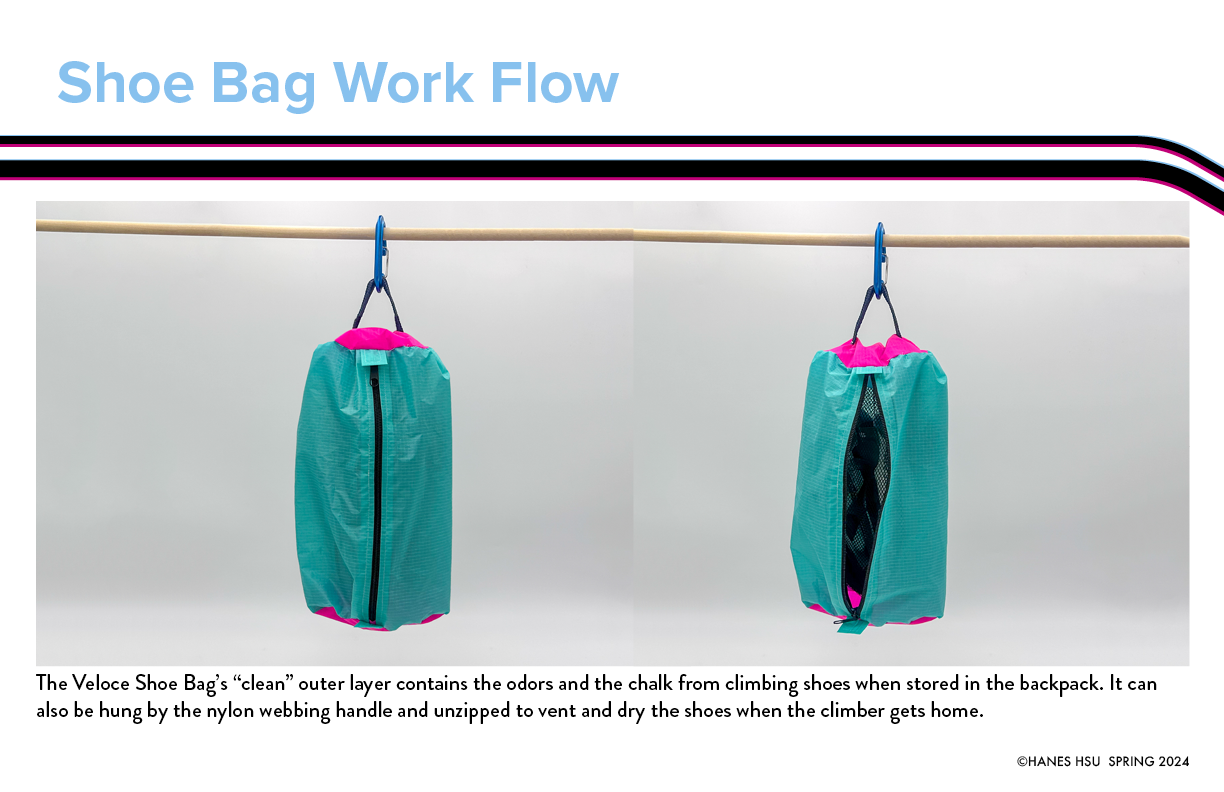 Shoe Bag Work Flow
The Veloce Shoe Bag’s “clean” outer layer contains the odors and the chalk from climbing shoes when stored in the backpack. It can
also be hung by the nylon webbing handle and unzipped to vent and dry the shoes when the climber gets home.
©HANES HSU SPRING 2024